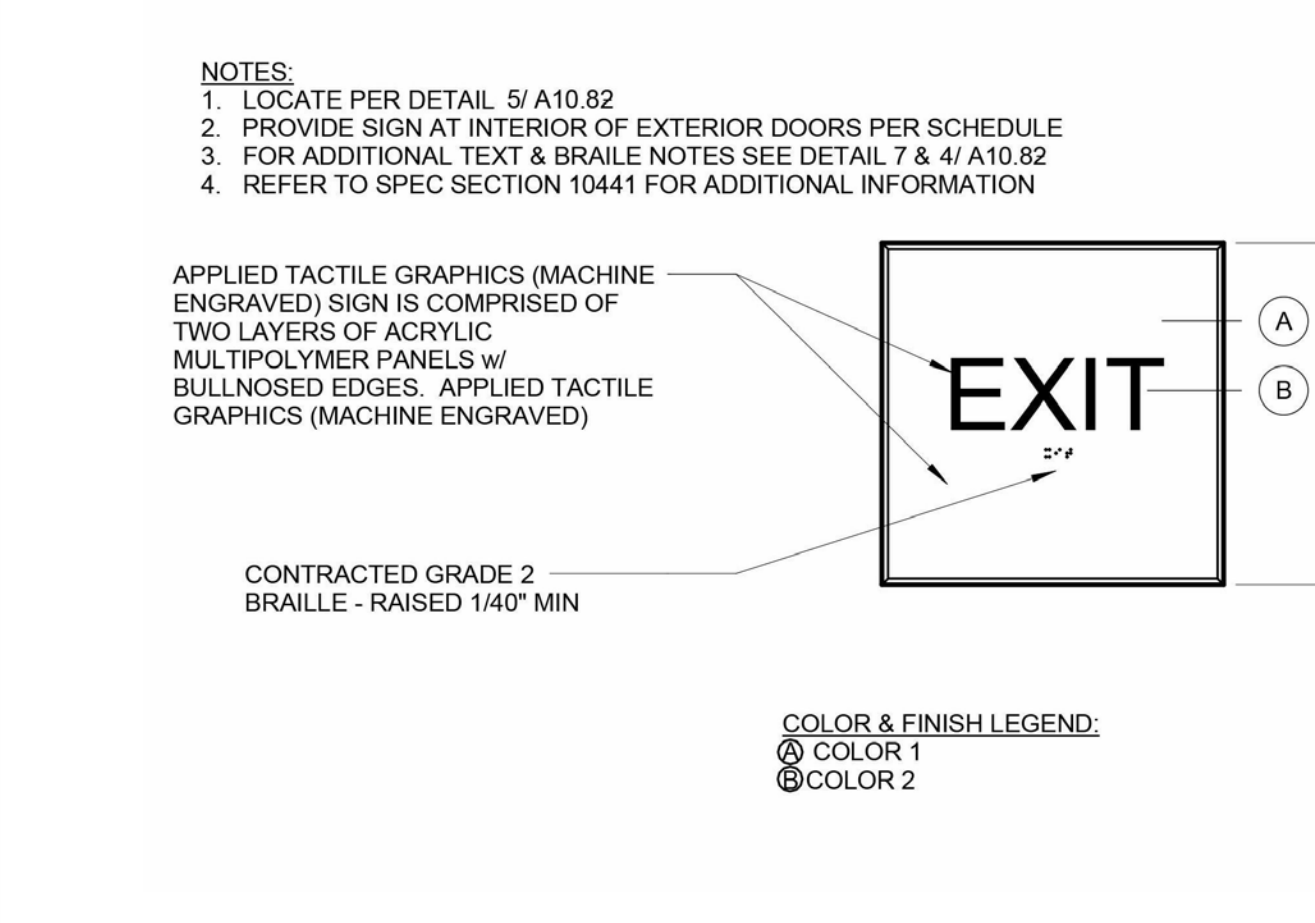 NOTES:
1. LOCATE PER DETAIL 5/ A10.82
2. PROVIDE SIGN AT INTERIOR OF EXTERIOR DOORS PER SCHEDULE
3. FOR ADDITIONAL TEXT & BRAILE NOTES SEE DETAIL 7 & 4/ A10.82
4. REFER TO SPEC SECTION 10441 FOR ADDITIONAL INFORMATION
APPLIED TACTILE GRAPHICS (MACHINE
ENGRAVED) SIGN IS COMPRISED OF
TWO LAYERS OF ACRYLIC
MULTIPOLYMER PANELS w/
BULLNOSED EDGES. APPLIED TACTILE
GRAPHICS (MACHINE ENGRAVED)
A
EXIT
B
⠭⠊⠞
CONTRACTED GRADE 2
BRAILLE - RAISED 1/40" MIN
COLOR & FINISH LEGEND:
A COLOR 1
B COLOR 2